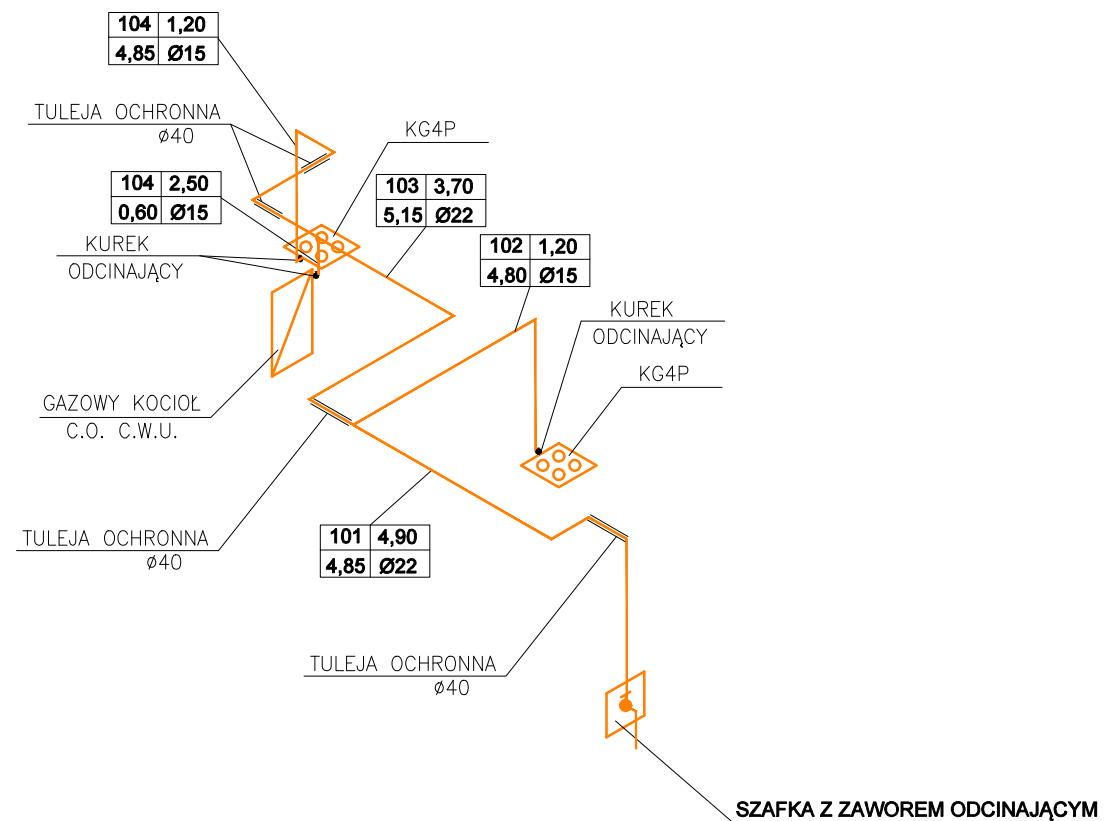 104 1,20
4,85 Ø15
TULEJA OCHRONNA
ø40
KG4P
104 2,50
0,60 Ø15
103 3,70
5,15 Ø22
KUREK
ODCINAJĄCY
102 1,20
4,80 Ø15
KUREK
ODCINAJĄCY
KG4P
GAZOWY KOCIOŁ
C.O. C.W.U.
TULEJA OCHRONNA
ø40
101 4,90
4,85 Ø22
TULEJA OCHRONNA
ø40
SZAFKA Z ZAWOREM ODCINAJĄCYM